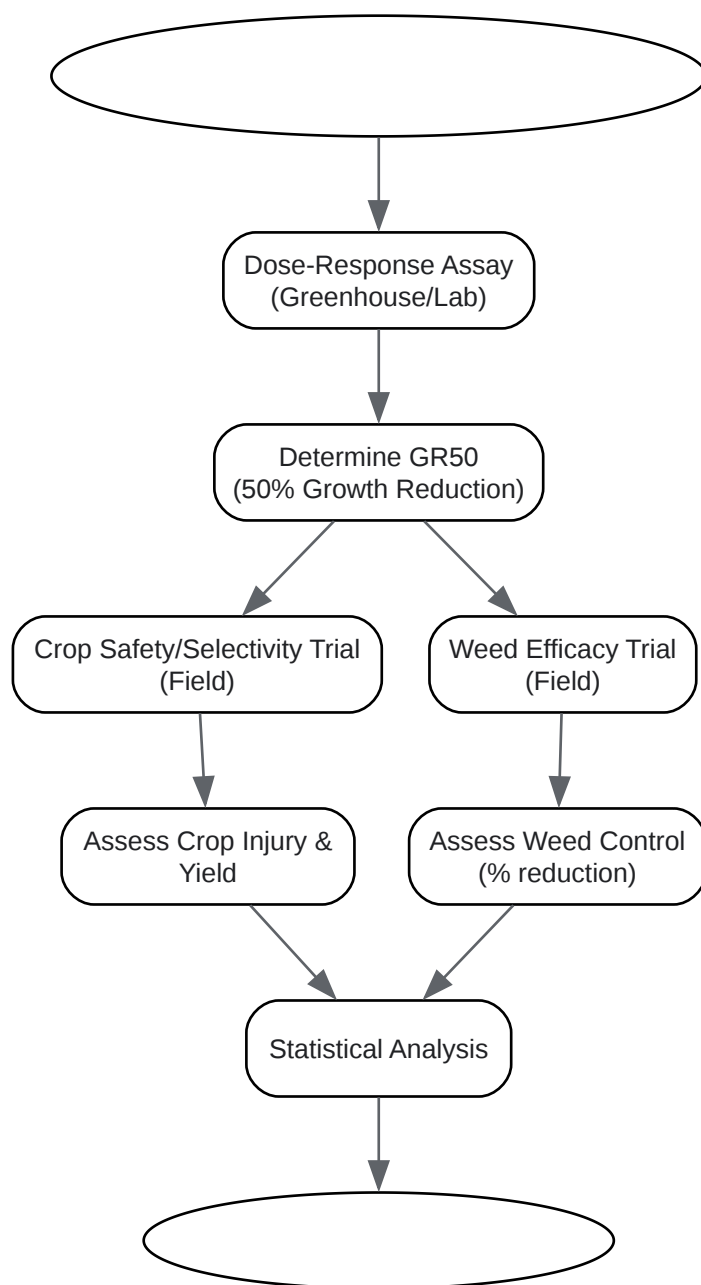 Dose-Response Assay
(Greenhouse/Lab)
Determine GR50
(50% Growth Reduction)
Crop Safety/Selectivity Trial
(Field)
Weed Efficacy Trial
(Field)
Assess Crop Injury &
Yield
Assess Weed Control
(% reduction)
Statistical Analysis